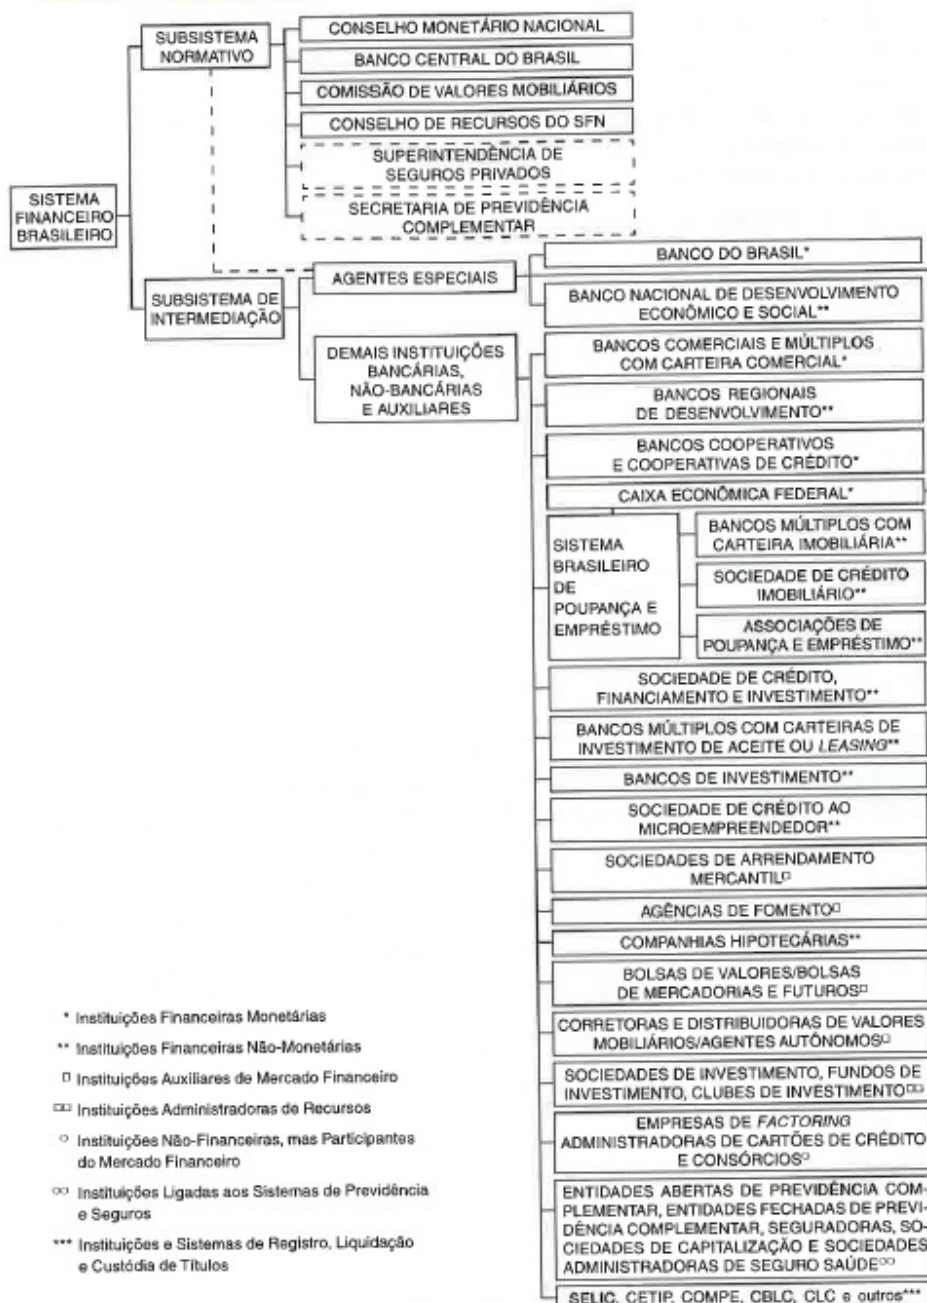 SUBSISTEMA
NORMATIVO
CONSELHO MONETÁRIO NACIONAL
BANCO CENTRAL DO BRASIL
COMISSÃO DE VALORES MOBILIÁRIOS
CONSELHO DE RECURSOS DO SFN
SUPERINTENDÊNCIA DE
SEGUROS PRIVADOS
SECRETARIA DE PREVIDÊNCIA
COMPLEMENTAR
SISTEMA
FINANCEIRO
BRASILEIRO
SUBSISTEMA DE
INTERMEDIAÇÃO
AGENTES ESPECIAIS
BANCO DO BRASIL*
BANCO NACIONAL DE DESENVOLVIMENTO
ECONÔMICO E SOCIAL**
DEMAIS INSTITUIÇÕES
BANCÁRIAS,
NÃO-BANCÁRIAS
E AUXILIARES
BANCOS COMERCIAIS E MÚLTIPLOS
COM CARTEIRA COMERCIAL*
BANCOS REGIONAIS
DE DESENVOLVIMENTO**
BANCOS COOPERATIVOS
E COOPERATIVAS DE CRÉDITO*
CAIXA ECONÔMICA FEDERAL*
SISTEMA
BRASILEIRO
DE
POUPANÇA E
EMPRÉSTIMO
BANCOS MÚLTIPLOS COM
CARTEIRA IMOBILIÁRIA**
SOCIEDADE DE CRÉDITO
IMOBILIÁRIO**
ASSOCIAÇÕES DE
POUPANÇA E EMPRÉSTIMO**
SOCIEDADE DE CRÉDITO,
FINANCIAMENTO E INVESTIMENTO**
BANCOS MÚLTIPLOS COM CARTEIRAS DE
INVESTIMENTO DE ACEITE OU LEASING**
BANCOS DE INVESTIMENTO**
SOCIEDADE DE CRÉDITO AO
MICROEMPREENDEDOR**
SOCIEDADES DE ARRENDAMENTO
MERCANTIL□
AGÊNCIAS DE FOMENTO□
COMPANHIAS HIPOTECÁRIAS**
BOLSAS DE VALORES/BOLSAS
DE MERCADORIAS E FUTUROS□
CORRETORAS E DISTRIBUIDORAS DE VALORES
MOBILIÁRIOS/AGENTES AUTÔNOMOS□
SOCIEDADES DE INVESTIMENTO, FUNDOS DE
INVESTIMENTO, CLUBES DE INVESTIMENTO□□
EMPRESAS DE FACTORING
ADMINISTRADORAS DE CARTÕES DE CRÉDITO
E CONSÓRCIOS○
ENTIDADES ABERTAS DE PREVIDÊNCIA COM-
PLEMENTAR, ENTIDADES FECHADAS DE PREVI-
DÊNCIA COMPLEMENTAR, SEGURADORAS, SO-
CIEDADES DE CAPITALIZAÇÃO E SOCIEDADES
ADMINISTRADORAS DE SEGURO SAÚDE○○
SELIC, CETIP, COMPE, CBLC, CLC e outros***
* Instituições Financeiras Monetárias
** Instituições Financeiras Não-Monetárias
□ Instituições Auxiliares de Mercado Financeiro
□□ Instituições Administradoras de Recursos
○ Instituições Não-Financeiras, mas Participantes
do Mercado Financeiro
○○ Instituições Ligadas aos Sistemas de Previdência
e Seguros
*** Instituições e Sistemas de Registro, Liquidação
e Custódia de Títulos